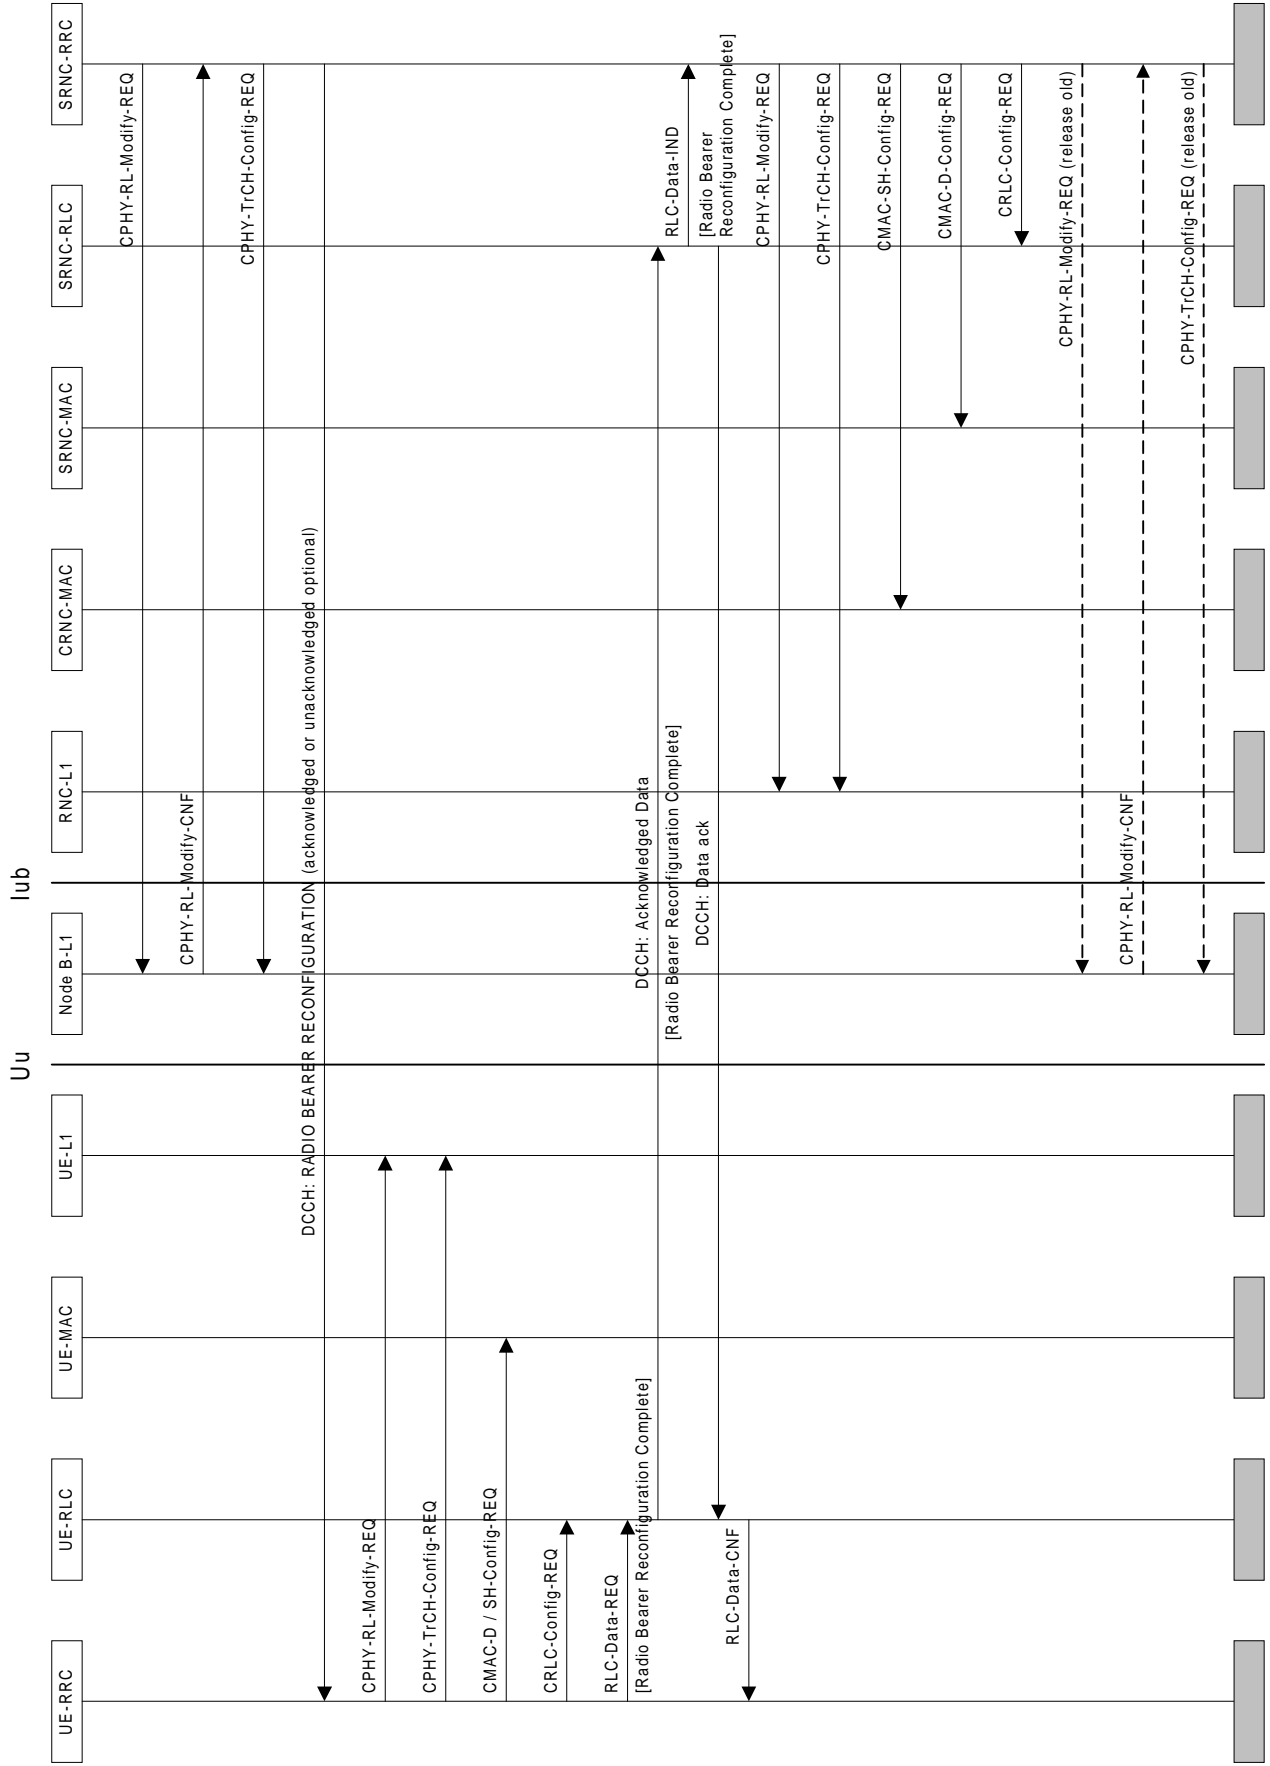 Uu
Iub
UE-RRC
UE-RLC
UE-MAC
UE-L1
Node B-L1
RNC-L1
CRNC-MAC
SRNC-MAC
SRNC-RLC
SRNC-RRC
CPHY-RL-Modify-REQ
CPHY-RL-Modify-CNF
CPHY-TrCH-Config-REQ
DCCH: RADIO BEARER RECONFIGURATION (acknowledged or unacknowledged optional)
CPHY-RL-Modify-REQ
CPHY-TrCH-Config-REQ
CMAC-D / SH-Config-REQ
CRLC-Config-REQ
RLC-Data-REQ
[Radio Bearer Reconfiguration Complete]
DCCH: Acknowledged Data
[Radio Bearer Reconfiguration Complete]
RLC-Data-IND
[Radio Bearer
Reconfiguration Complete]
DCCH: Data ack
RLC-Data-CNF
CPHY-RL-Modify-REQ
CPHY-TrCH-Config-REQ
CMAC-SH-Config-REQ
CMAC-D-Config-REQ
CRLC-Config-REQ
CPHY-RL-Modify-REQ (release old)
CPHY-RL-Modify-CNF
CPHY-TrCH-Config-REQ (release old)